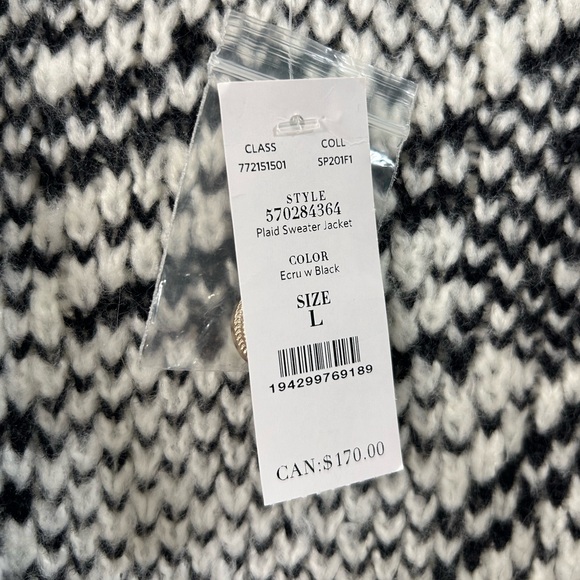 CLASS COLL
772151501 SP201F1
STYLE
570284364
Plaid Sweater Jacket
COLOR
Ecru w Black
SIZE
L
194299769189
CAN:$170.00